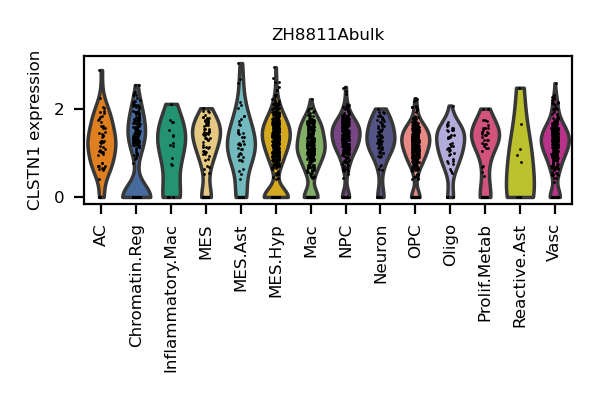 ZH8811Abulk
CLSTN1 expression
2
0
AC
Chromatin.Reg
Inflammatory.Mac
MES
MES.Ast
MES.Hyp
Mac
NPC
Neuron
OPC
Oligo
Prolif.Metab
Reactive.Ast
Vasc